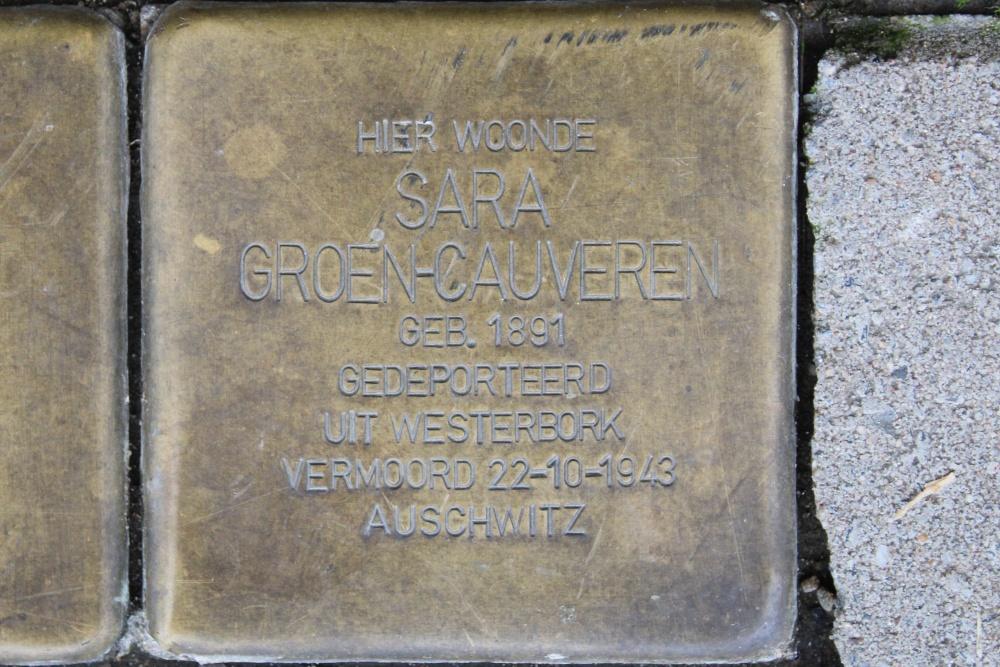 HIER WOONDE
SARA
GROEN-CAUVEREN
GEB. 1891
GEDEPORTEERD
UIT WESTERBORK
VERMOORD 22-10-1943
AUSCHWITZ